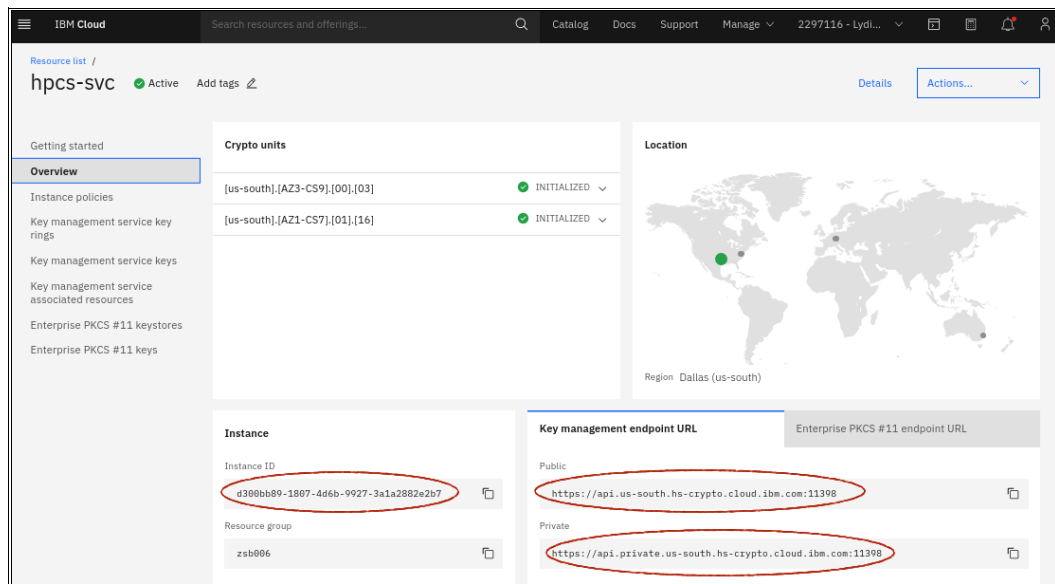 IBM Cloud
Search resources and offerings...
Catalog
Docs
Support
Manage
2297116 - Lydi...
Resource list /
hpcs-svc
Active
Add tags
Details
Actions...
Getting started
Overview
Instance policies
Key management service key
rings
Key management service keys
Key management service
associated resources
Enterprise PKCS #11 keystores
Enterprise PKCS #11 keys
Crypto units
[us-south].[AZ3-CS9].[00].[03]
INITIALIZED
[us-south].[AZ1-CS7].[01].[16]
INITIALIZED
Location
Region Dallas (us-south)
Instance
Instance ID
d300bb89-1807-4d6b-9927-3a1a2882e2b7
Resource group
zsb006
Key management endpoint URL
Enterprise PKCS #11 endpoint URL
Public
https://api.us-south.hs-crypto.cloud.ibm.com:11398
Private
https://api.private.us-south.hs-crypto.cloud.ibm.com:11398